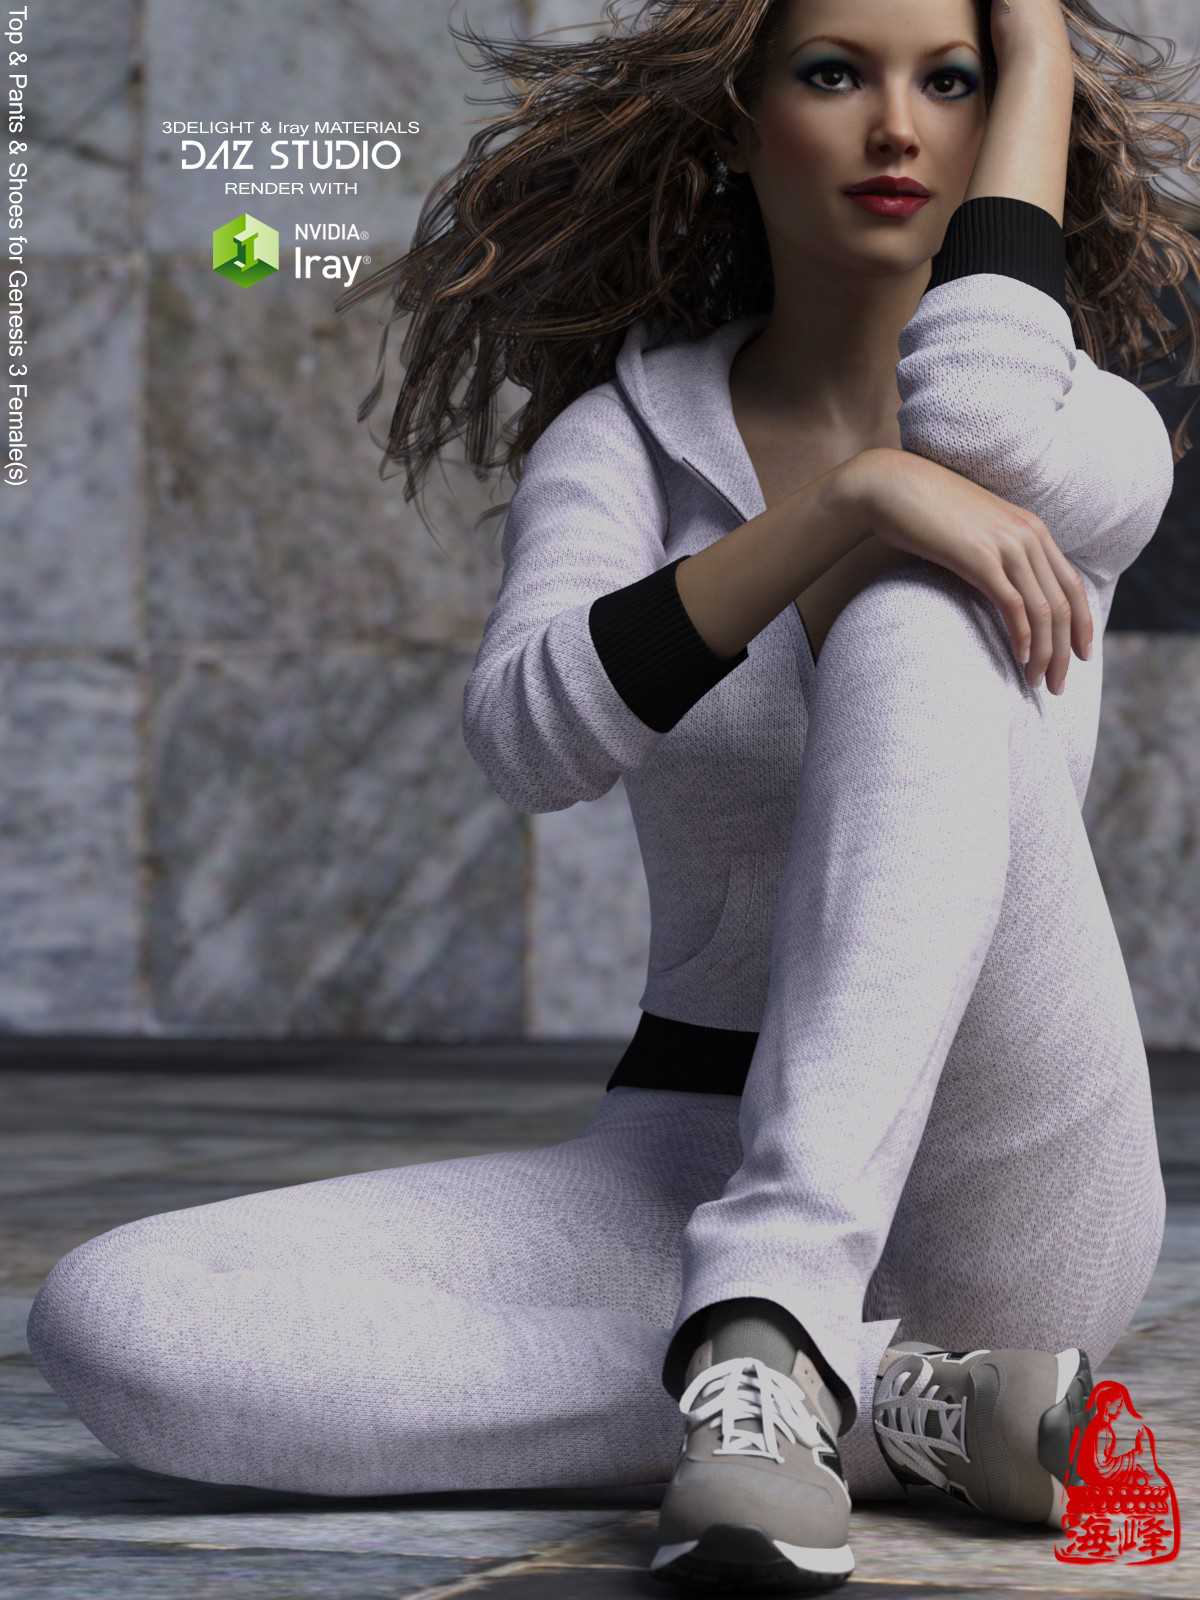 Top & Pants & Shoes for Genesis 3 Female(s)
3DELIGHT & Iray MATERIALS
DAZ STUDIO
RENDER WITH
NVIDIA®
Iray®
海峰